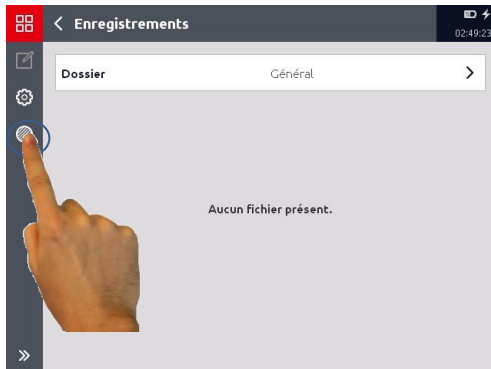 Enregistrements
02:49:23
Dossier Général
Aucun fichier présent.